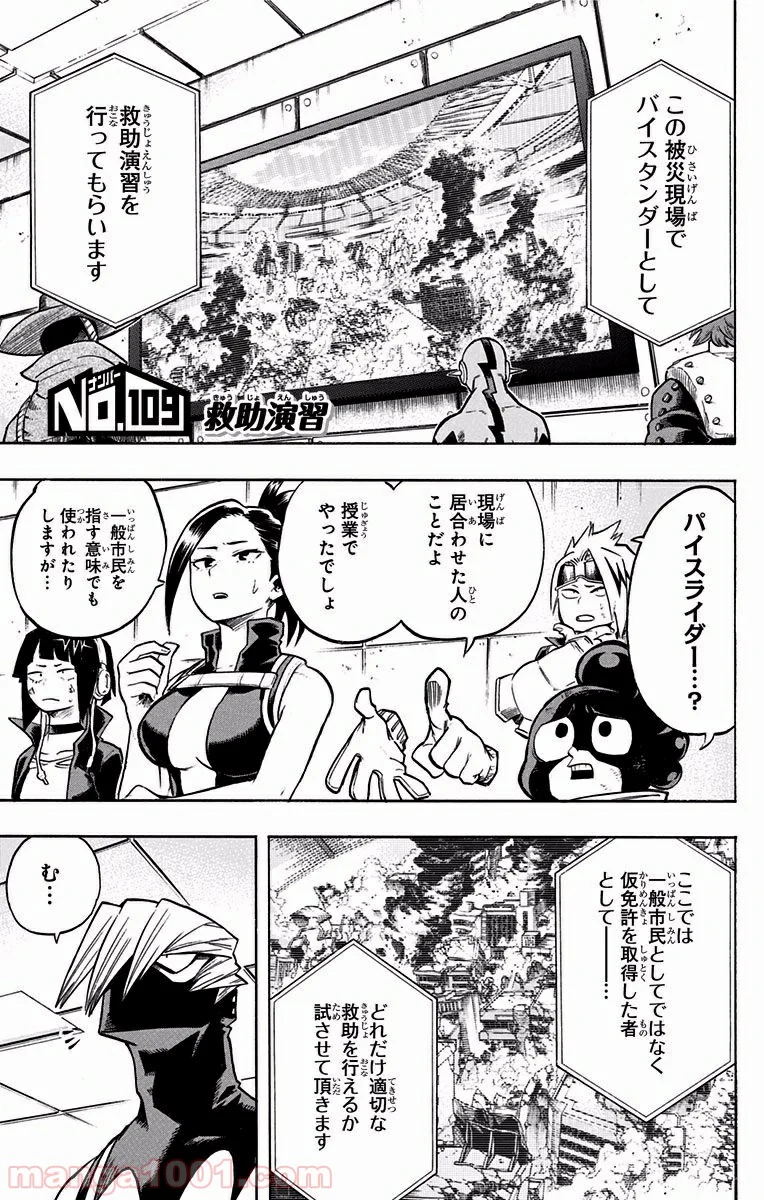 この被災現場で
バイスタンダーとして
救助演習を
行ってもらいます
No.109
救助演習
バイスライダー…?
現場に
居合わせた人の
ことだよ
授業で
やったでしょ
一般市民を
指す意味でも
使われたり
しますが…
ここでは
一般市民としてではなく
仮免許を取得した者
として――
どれだけ適切な
救助を行えるか
試させて頂きます
む…
manga1001.com